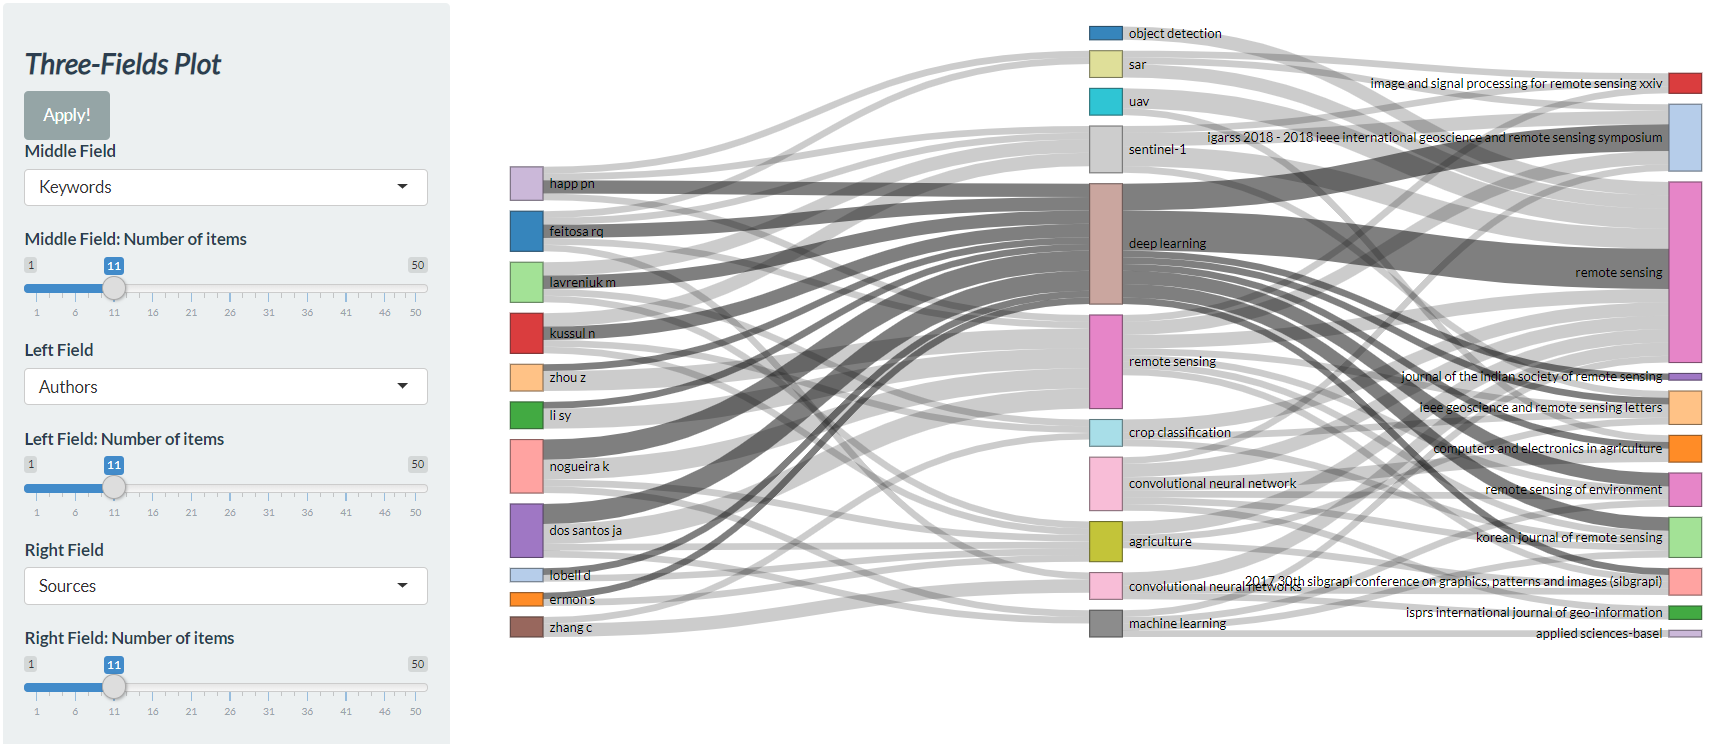 Three-Fields Plot
Apply!
Middle Field
Keywords
Middle Field: Number of items
1 11 50
1 6 11 16 21 26 31 36 41 46 50
Left Field
Authors
Left Field: Number of items
1 11 50
1 6 11 16 21 26 31 36 41 46 50
Right Field
Sources
Right Field: Number of items
1 11 50
1 6 11 16 21 26 31 36 41 46 50
happ pn
feitosa rq
lavreniuk m
kussul n
zhou z
li sy
nogueira k
dos santos ja
lobell d
ermon s
zhang c
object detection
sar
uav
sentinel-1
deep learning
remote sensing
crop classification
convolutional neural network
agriculture
convolutional neural networks
machine learning
image and signal processing for remote sensing xxiv
igarss 2018 - 2018 ieee international geoscience and remote sensing symposium
remote sensing
journal of the indian society of remote sensing
ieee geoscience and remote sensing letters
computers and electronics in agriculture
remote sensing of environment
korean journal of remote sensing
2017 30th sibgrapi conference on graphics, patterns and images (sibgrapi)
isprs international journal of geo-information
applied sciences-basel